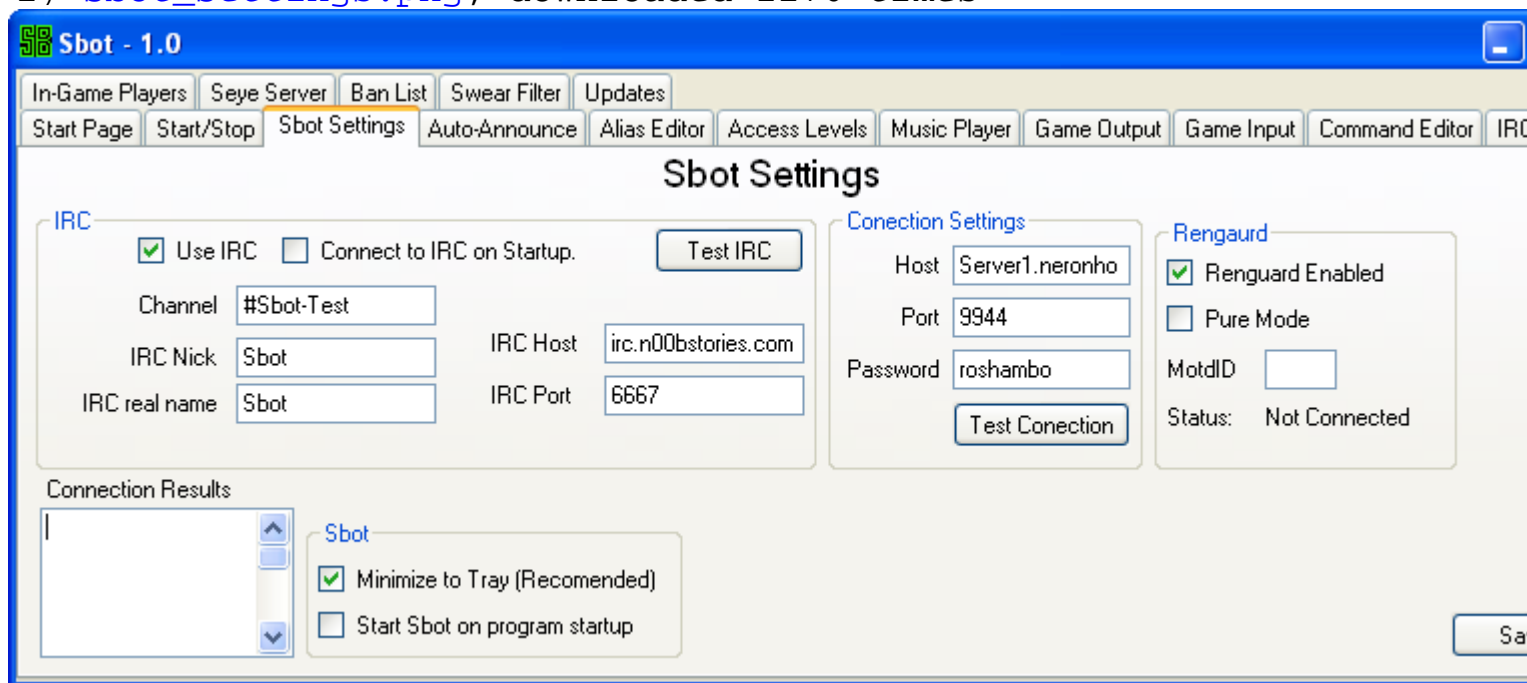 Sbot - 1.0
In-Game Players Seye Server Ban List Swear Filter Updates
Start Page Start/Stop Sbot Settings Auto-Announce Alias Editor Access Levels Music Player Game Output Game Input Command Editor
Sbot Settings
IRC
Use IRC Connect to IRC on Startup. Test IRC
Channel #Sbot-Test
IRC Nick Sbot
IRC real name Sbot
IRC Host irc.n00bstories.com
IRC Port 6667
Conection Settings
Host Server1.neronho
Port 9944
Password roshambo
Test Conection
Rengaurd
Renguard Enabled
Pure Mode
MotdID
Status: Not Connected
Connection Results
Sbot
Minimize to Tray (Recomended)
Start Sbot on program startup